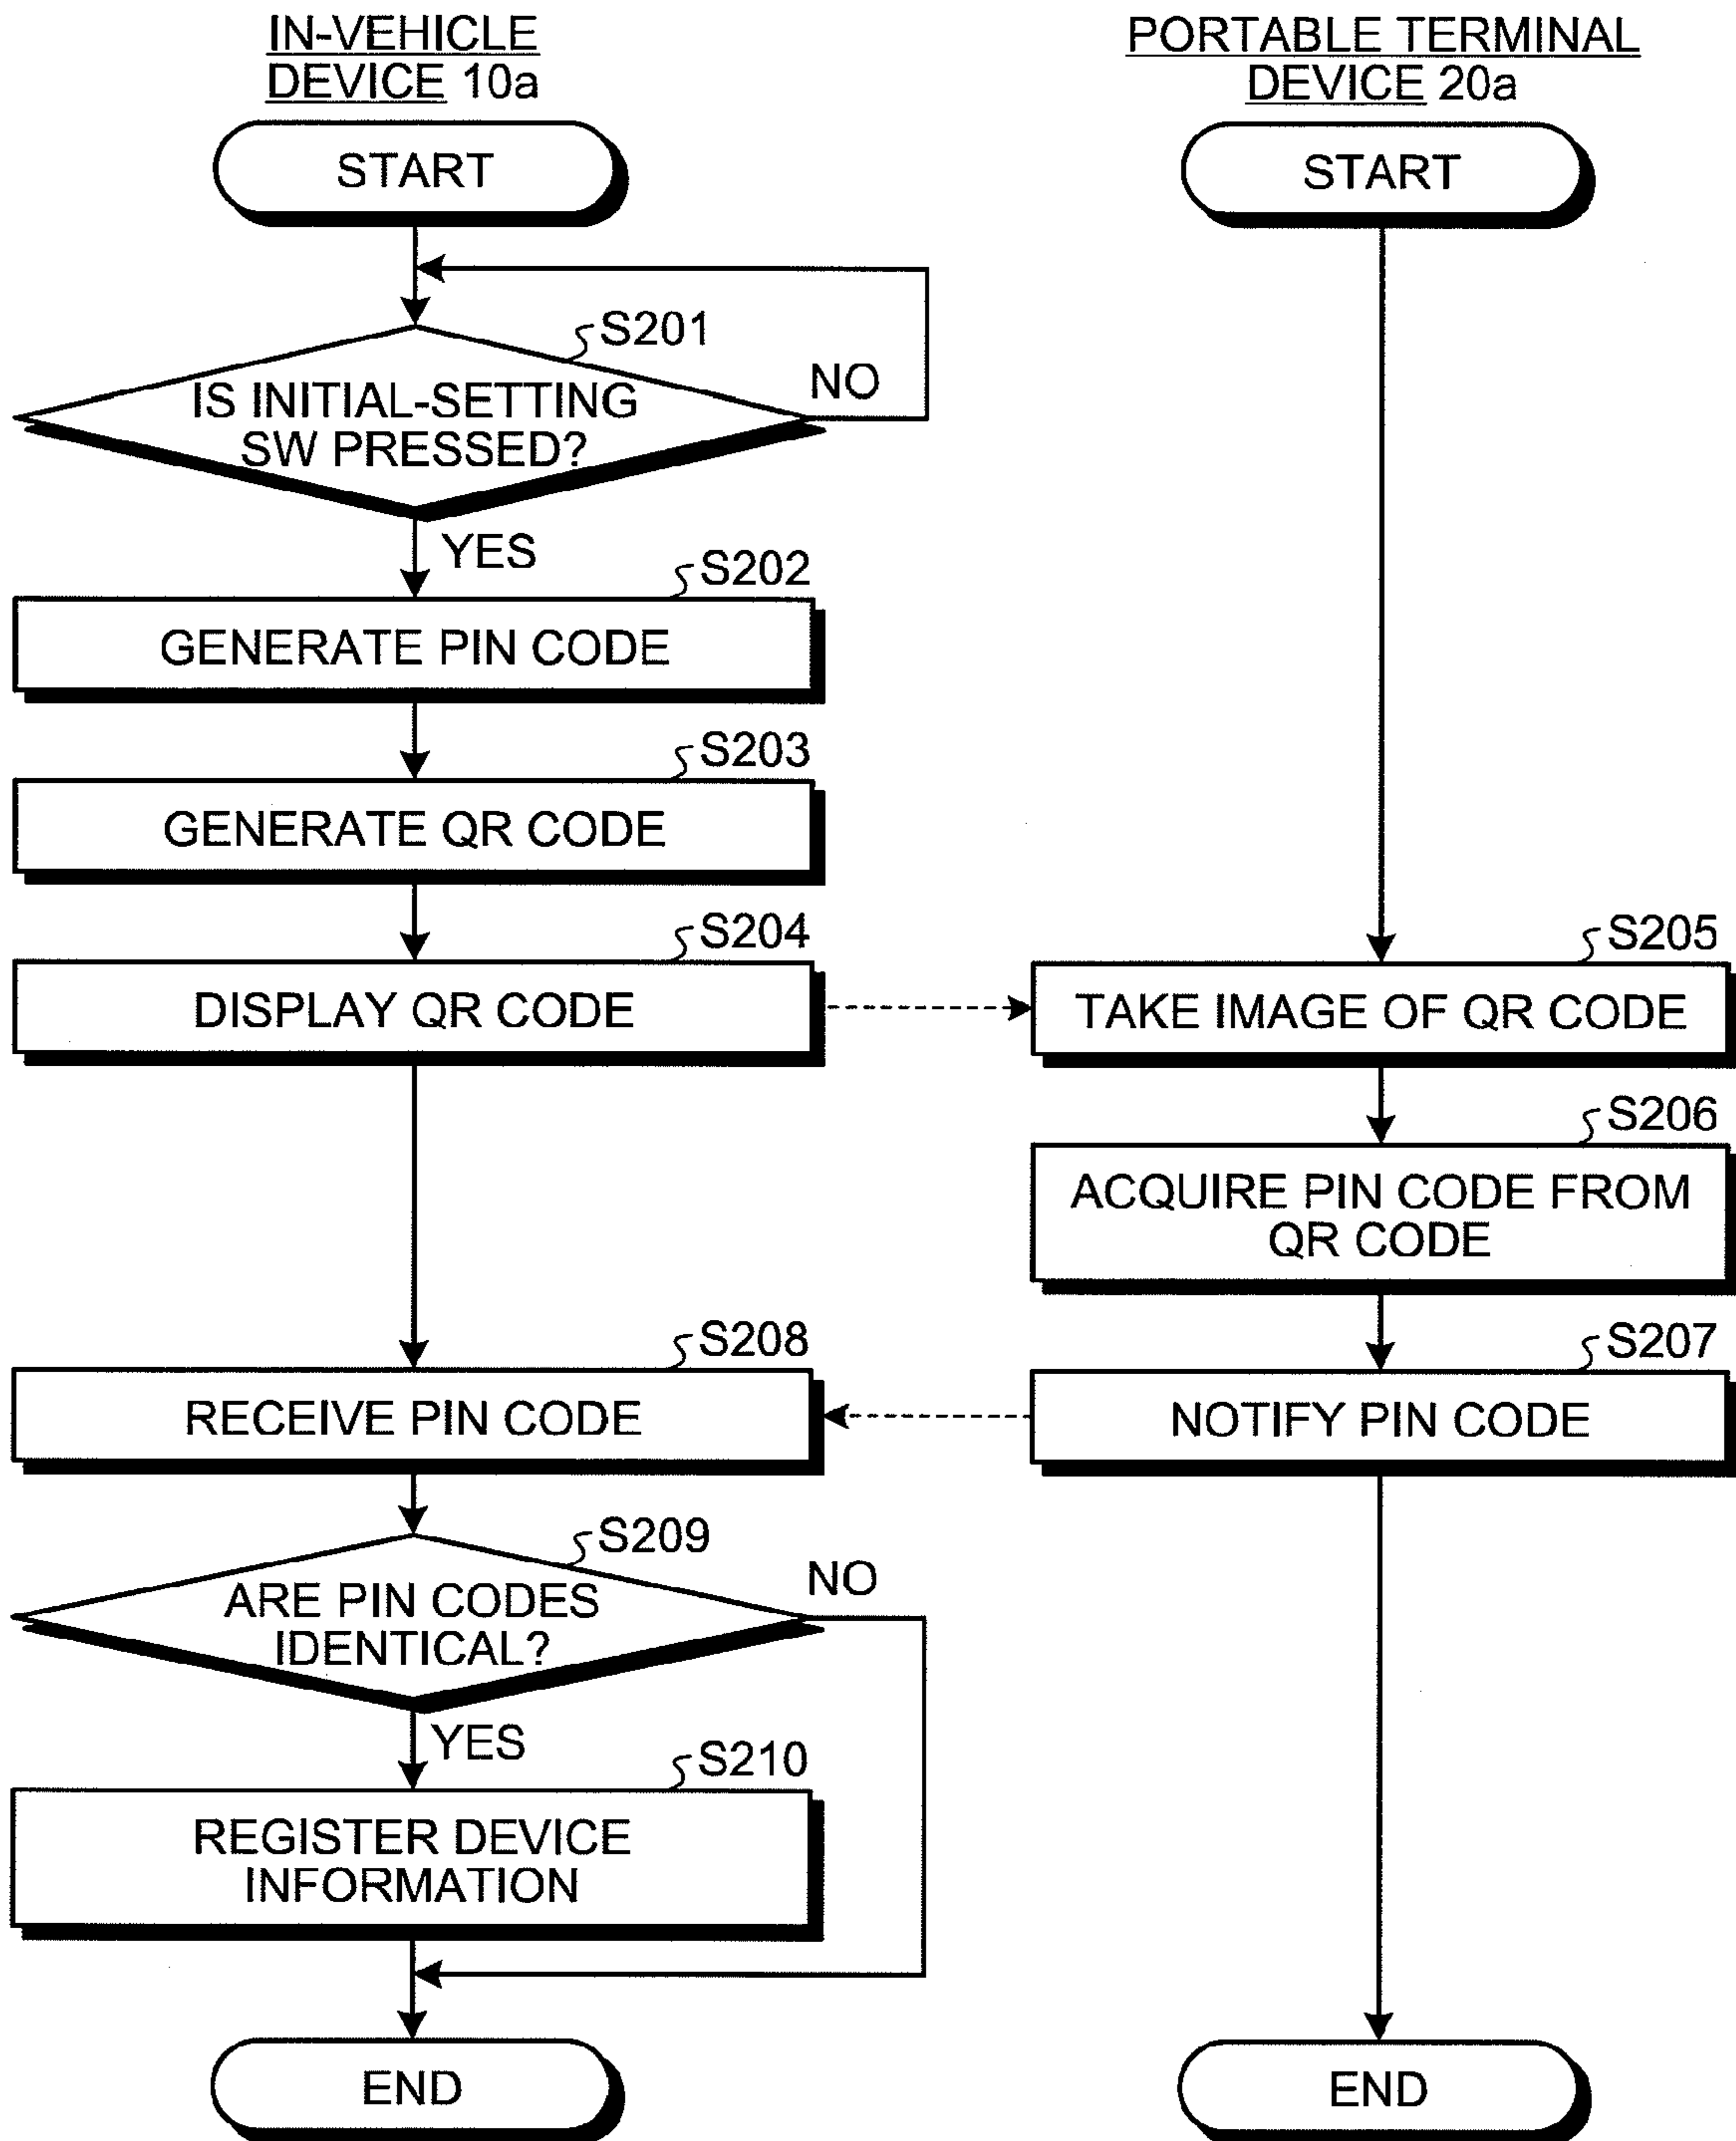 IN-VEHICLE
DEVICE 10a
PORTABLE TERMINAL
DEVICE 20a
START
START
S201
IS INITIAL-SETTING
SW PRESSED?
NO
YES
S202
GENERATE PIN CODE
S203
GENERATE QR CODE
S204
DISPLAY QR CODE
S205
TAKE IMAGE OF QR CODE
S206
ACQUIRE PIN CODE FROM
QR CODE
S208
RECEIVE PIN CODE
S207
NOTIFY PIN CODE
S209
ARE PIN CODES
IDENTICAL?
NO
YES
S210
REGISTER DEVICE
INFORMATION
END
END